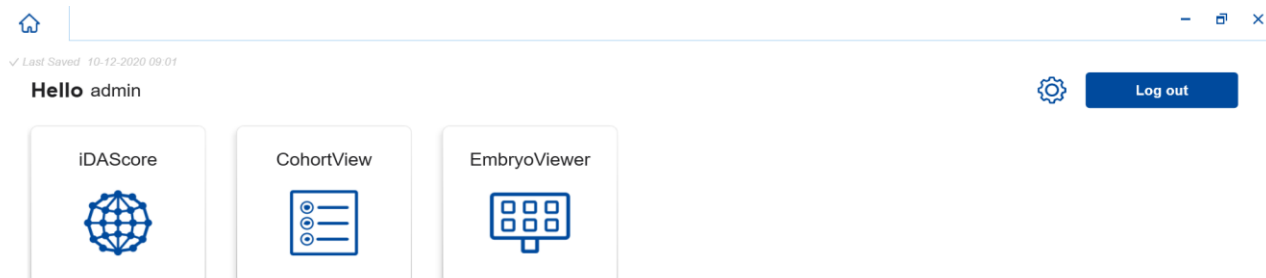 Last Saved 10-12-2020 09:01
Hello admin
Log out
iDAScore CohortView EmbryoViewer